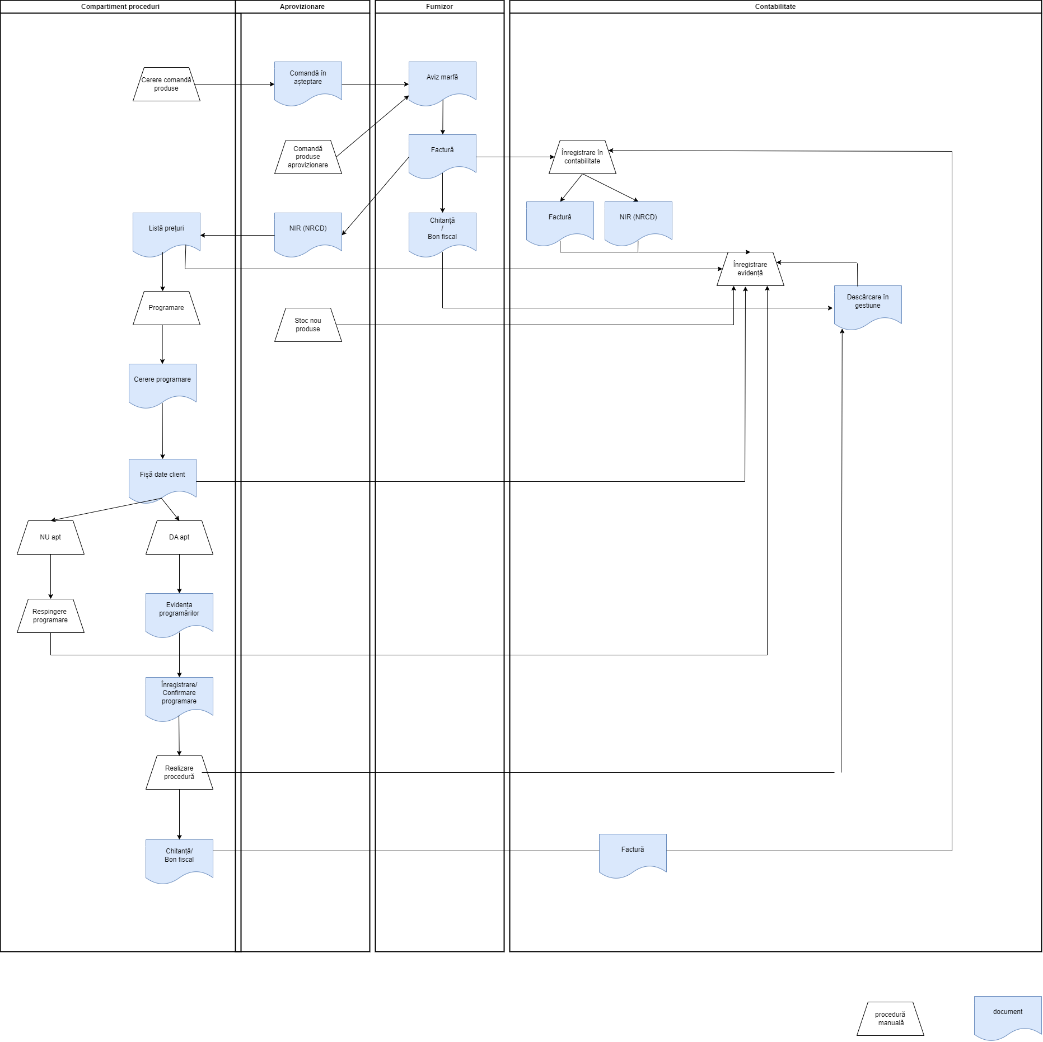 Compartiment proceduri
Aprovizionare
Furnizor
Contabilitate
Cerere comandă
produse
Comandă în
așteptare
Aviz marfă
Comandă
produse
aprovizionare
Factură
Înregistrare în
contabilitate
Listă prețuri
NIR (NRCD)
Chitanță
/
Bon fiscal
Factură
NIR (NRCD)
Înregistrare
evidență
Descărcare în
gestiune
Programare
Stoc nou
produse
Cerere programare
Fișă date client
NU apt
DA apt
Respingere
programare
Evidenta
programărilor
Înregistrare/
Confirmare
programare
Realizare
procedură
Chitanță/
Bon fiscal
Factură
procedură
manuală
document